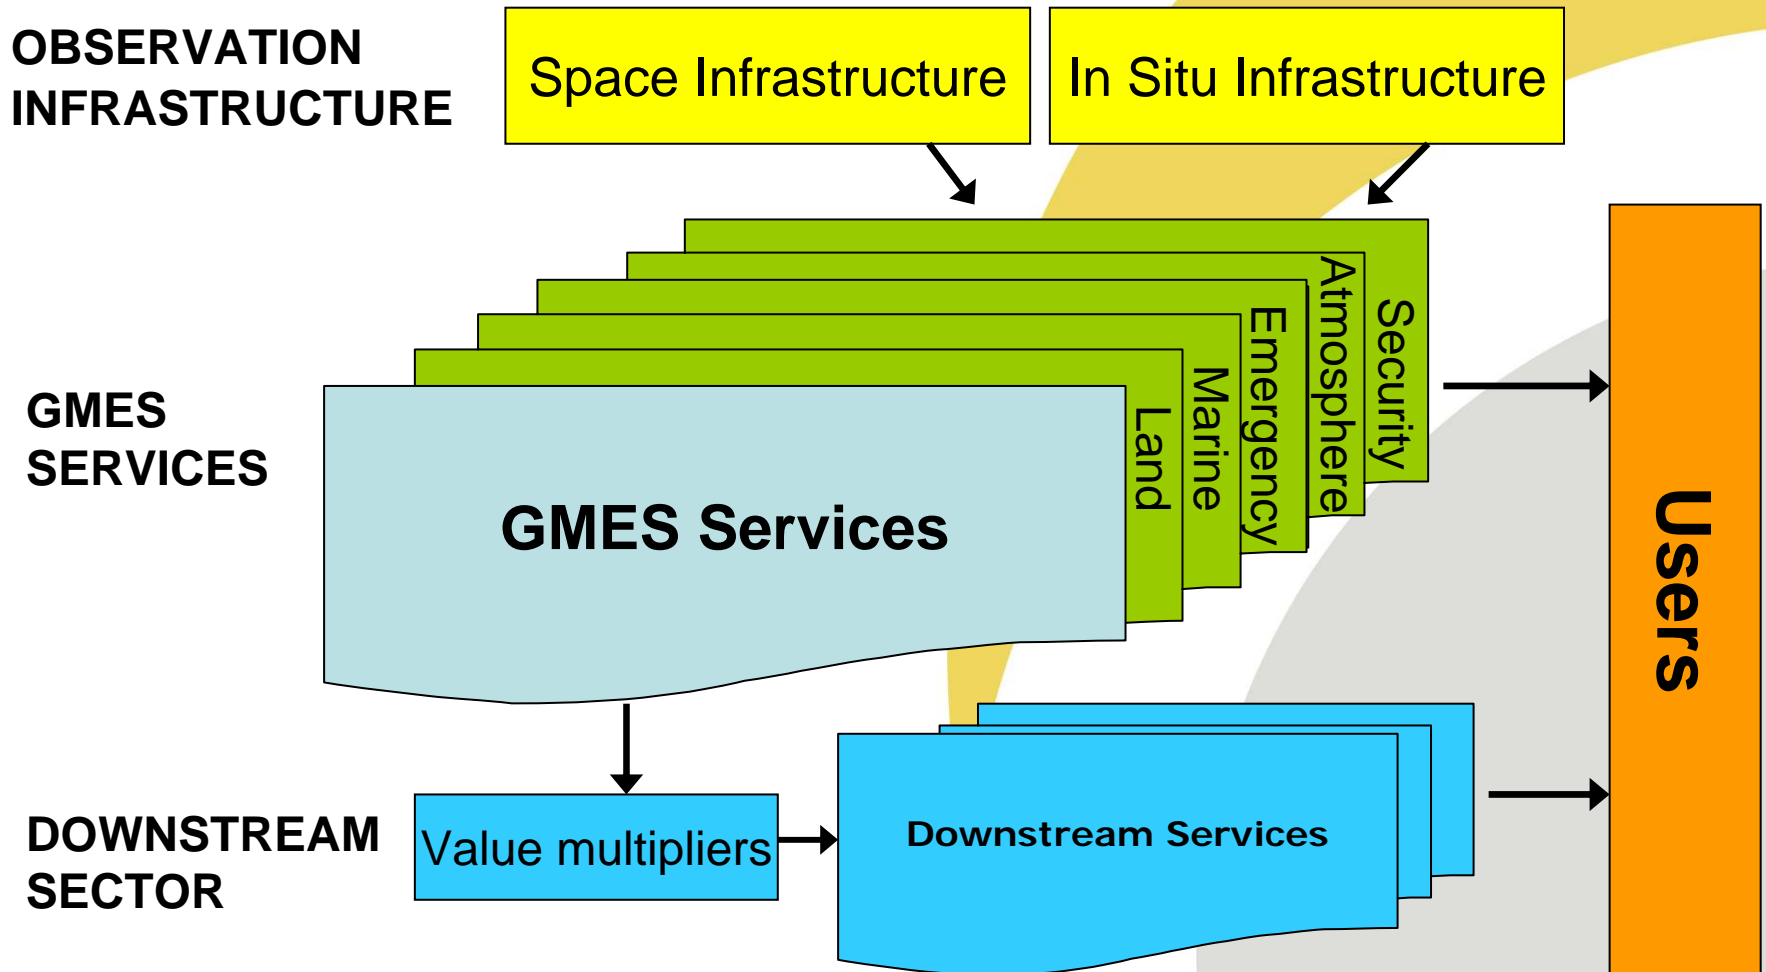 OBSERVATION
INFRASTRUCTURE
Space Infrastructure
In Situ Infrastructure
GMES
SERVICES
GMES Services
Land
Marine
Emergency
Atmosphere
Security
Users
DOWNSTREAM
SECTOR
Value multipliers
Downstream Services